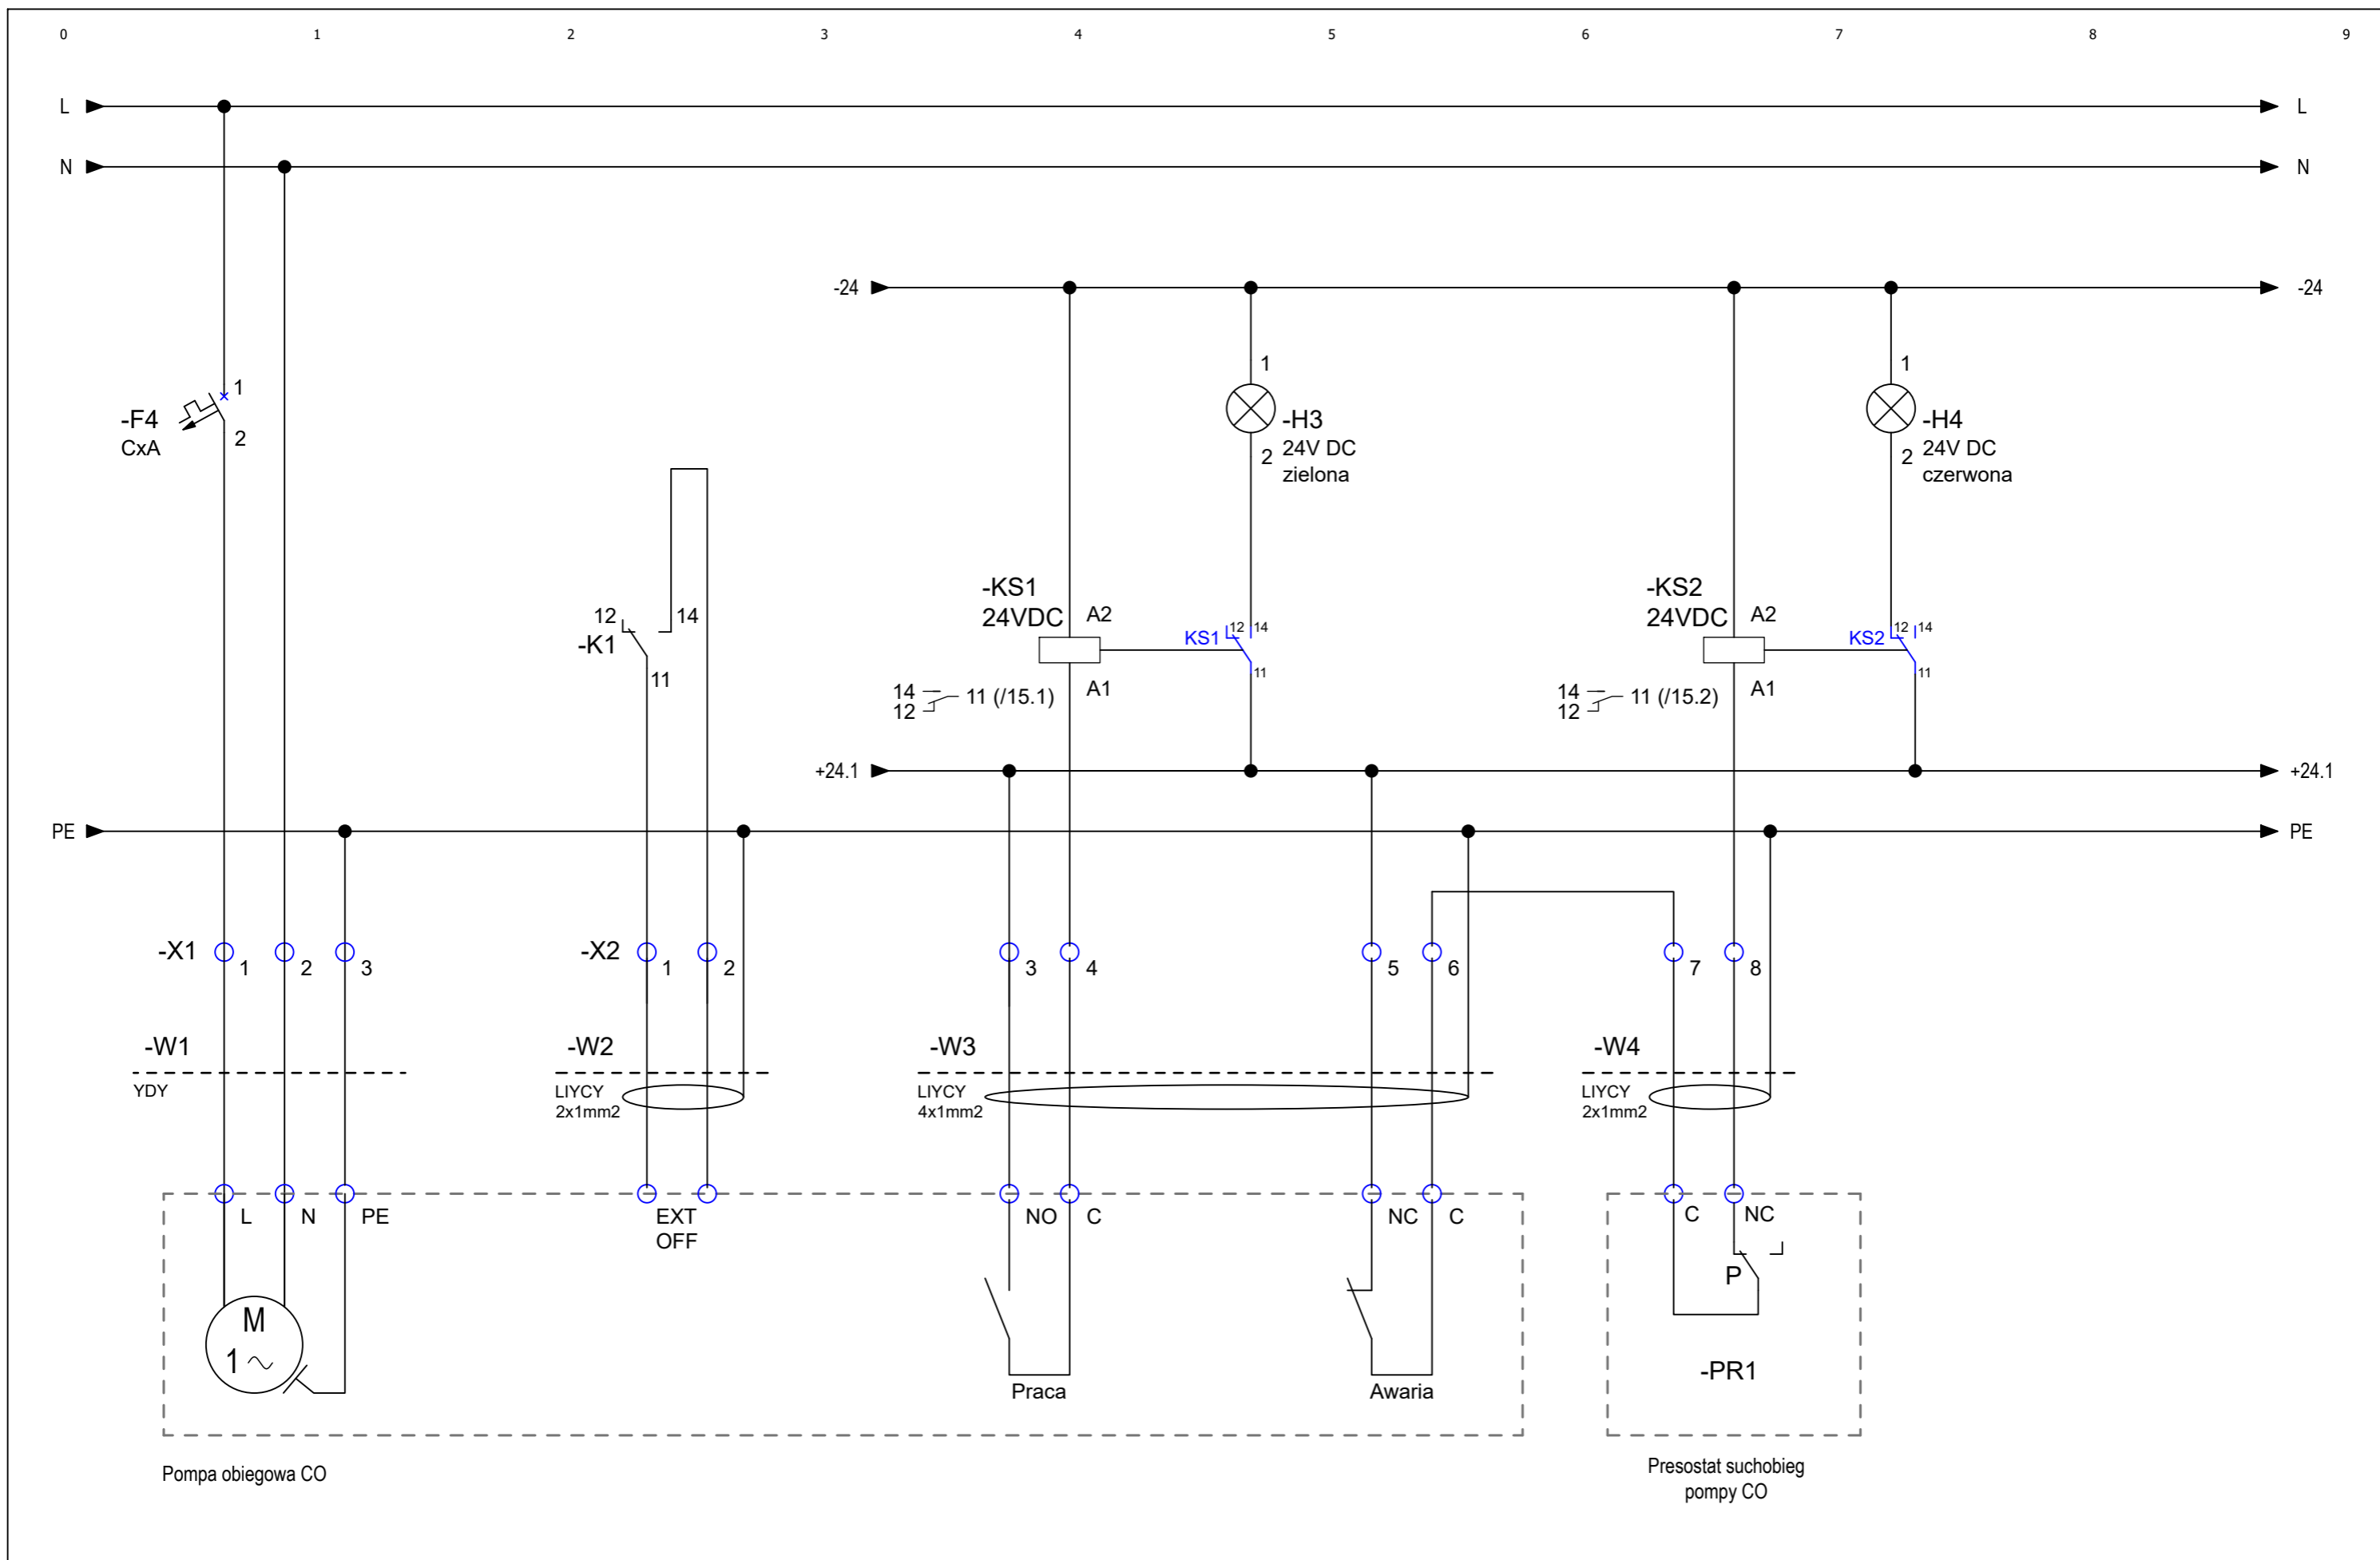 0 1 2 3 4 5 6 7 8 9
L L
N N
-24 -24
1 1
1
-F4 -H3 -H4
CxA 2 24V DC 24V DC
2 zielona 2 czerwona
-KS1 -KS2
12 14 24VDC A2 12 14 24VDC A2 12 14
-K1 KS1 KS2
11 11 11
14 11 (/15.1) A1 14 11 (/15.2) A1
12 12
+24.1 +24.1
PE PE
-X1 1 2 3 -X2 1 2 3 4 5 6 7 8
-W1 -W2 -W3 -W4
YDY LIYCY LIYCY LIYCY
2x1mm2 4x1mm2 2x1mm2
L N PE EXT NO C NC C C NC
OFF
P
M
1
-PR1
Praca Awaria
Pompa obiegowa CO Presostat suchobieg
pompy CO